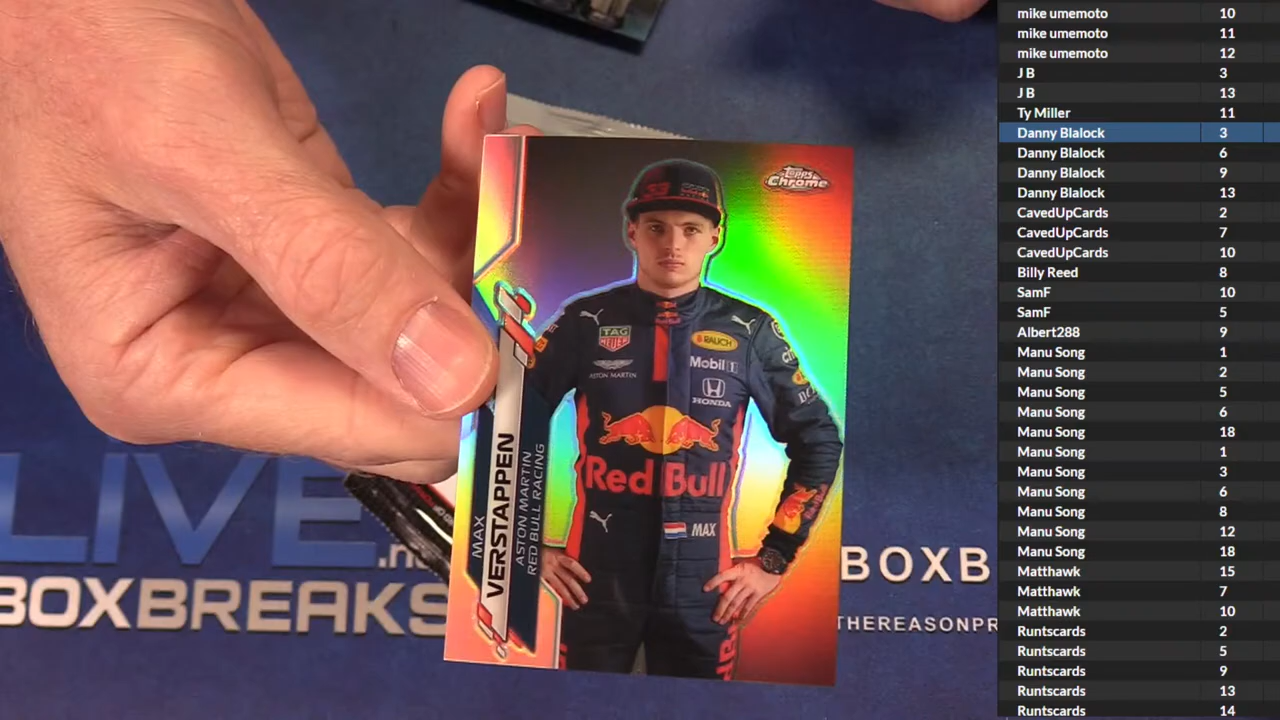 Topps
Chrome
33
TAG
HEUER
RAUCH
ASTON MARTIN
Mobil 1
HONDA
Red Bull
MAX
MAX
VERSTAPPEN
ASTON MARTIN
RED BULL RACING
LIVE
BOXBREAKS
BOXB
THEREASONPR
mike umemoto 10
mike umemoto 11
mike umemoto 12
J B 3
J B 13
Ty Miller 11
Danny Blalock 3
Danny Blalock 6
Danny Blalock 9
Danny Blalock 13
CavedUpCards 2
CavedUpCards 7
CavedUpCards 10
Billy Reed 8
SamF 10
SamF 5
Albert288 9
Manu Song 1
Manu Song 2
Manu Song 5
Manu Song 6
Manu Song 18
Manu Song 1
Manu Song 3
Manu Song 6
Manu Song 8
Manu Song 12
Manu Song 18
Matthawk 15
Matthawk 7
Matthawk 10
Runtscards 2
Runtscards 5
Runtscards 9
Runtscards 13
Runtscards 14